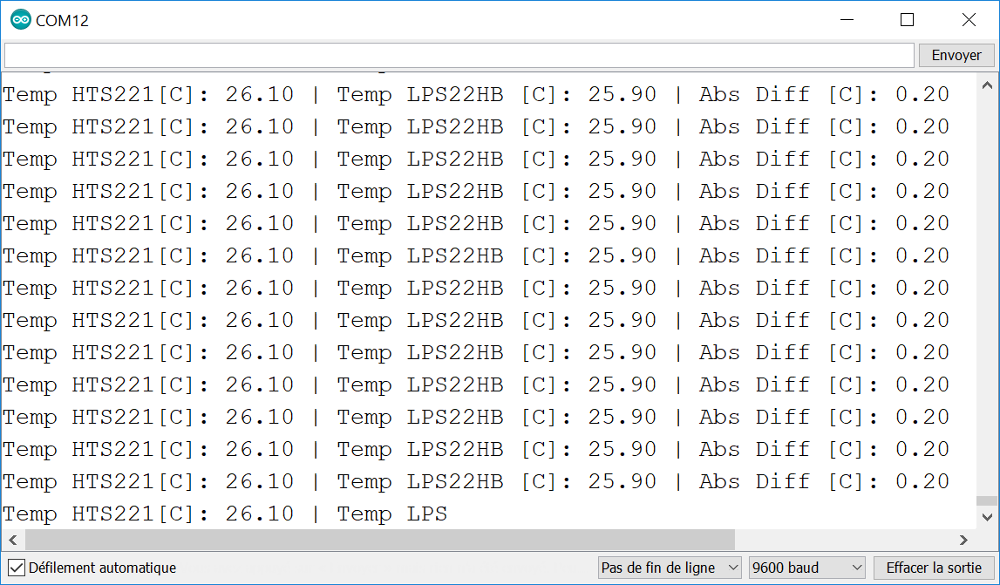 COM12
Envoyer
Temp HTS221[C]: 26.10 | Temp LPS22HB [C]: 25.90 | Abs Diff [C]: 0.20
Temp HTS221[C]: 26.10 | Temp LPS22HB [C]: 25.90 | Abs Diff [C]: 0.20
Temp HTS221[C]: 26.10 | Temp LPS22HB [C]: 25.90 | Abs Diff [C]: 0.20
Temp HTS221[C]: 26.10 | Temp LPS22HB [C]: 25.90 | Abs Diff [C]: 0.20
Temp HTS221[C]: 26.10 | Temp LPS22HB [C]: 25.90 | Abs Diff [C]: 0.20
Temp HTS221[C]: 26.10 | Temp LPS22HB [C]: 25.90 | Abs Diff [C]: 0.20
Temp HTS221[C]: 26.10 | Temp LPS22HB [C]: 25.90 | Abs Diff [C]: 0.20
Temp HTS221[C]: 26.10 | Temp LPS22HB [C]: 25.90 | Abs Diff [C]: 0.20
Temp HTS221[C]: 26.10 | Temp LPS22HB [C]: 25.90 | Abs Diff [C]: 0.20
Temp HTS221[C]: 26.10 | Temp LPS22HB [C]: 25.90 | Abs Diff [C]: 0.20
Temp HTS221[C]: 26.10 | Temp LPS22HB [C]: 25.90 | Abs Diff [C]: 0.20
Temp HTS221[C]: 26.10 | Temp LPS22HB [C]: 25.90 | Abs Diff [C]: 0.20
Temp HTS221[C]: 26.10 | Temp LPS22HB [C]: 25.90 | Abs Diff [C]: 0.20
Temp HTS221[C]: 26.10 | Temp LPS
Défilement automatique Pas de fin de ligne 9600 baud Effacer la sortie